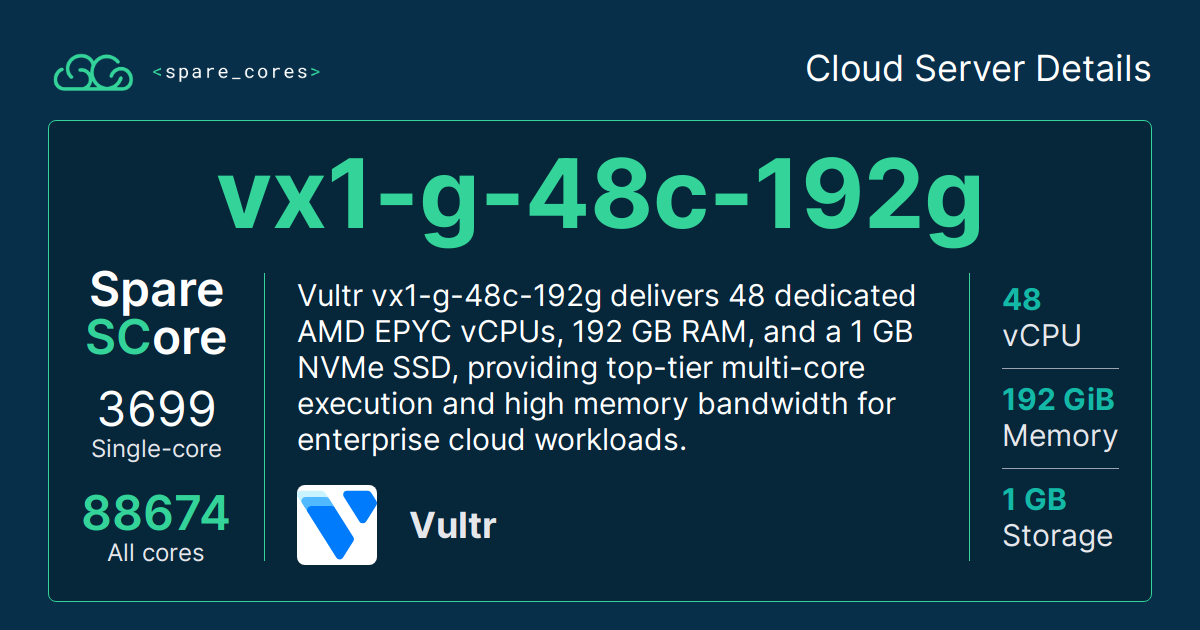 <spare_cores>
Cloud Server Details
vx1-g-48c-192g
Spare
SCore
3699
Single-core
88674
All cores
Vultr vx1-g-48c-192g delivers 48 dedicated
AMD EPYC vCPUs, 192 GB RAM, and a 1 GB
NVMe SSD, providing top-tier multi-core
execution and high memory bandwidth for
enterprise cloud workloads.
Vultr
48
vCPU
192 GiB
Memory
1 GB
Storage